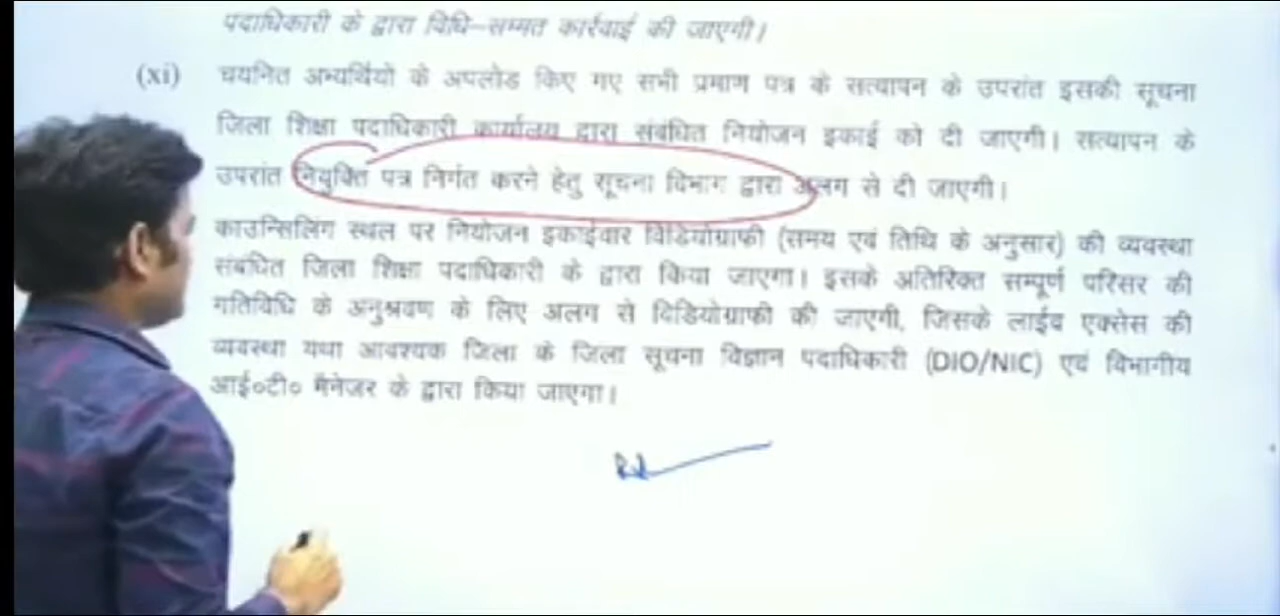 पदाधिकारी के द्वारा विधि–सम्मत कार्रवाई की जाएगी।
(xi) चयनित अभ्यर्थियों के अपलोड किए गए सभी प्रमाण पत्र के सत्यापन के उपरांत इसकी सूचना
जिला शिक्षा पदाधिकारी कार्यालय द्वारा संबंधित नियोजन इकाई को दी जाएगी। सत्यापन के
उपरांत नियुक्ति पत्र निर्गत करने हेतु सूचना विभाग द्वारा अलग से दी जाएगी।
काउन्सिलिंग स्थल पर नियोजन इकाईवार विडियोग्राफी (समय एवं तिथि के अनुसार) की व्यवस्था
संबंधित जिला शिक्षा पदाधिकारी के द्वारा किया जाएगा। इसके अतिरिक्त सम्पूर्ण परिसर की
गतिविधि के अनुश्रवण के लिए अलग से विडियोग्राफी की जाएगी, जिसके लाईव एक्सेस की
व्यवस्था यथा आवश्यक जिला के जिला सूचना विज्ञान पदाधिकारी (DIO/NIC) एवं विभागीय
आई०टी० मैनेजर के द्वारा किया जाएगा।